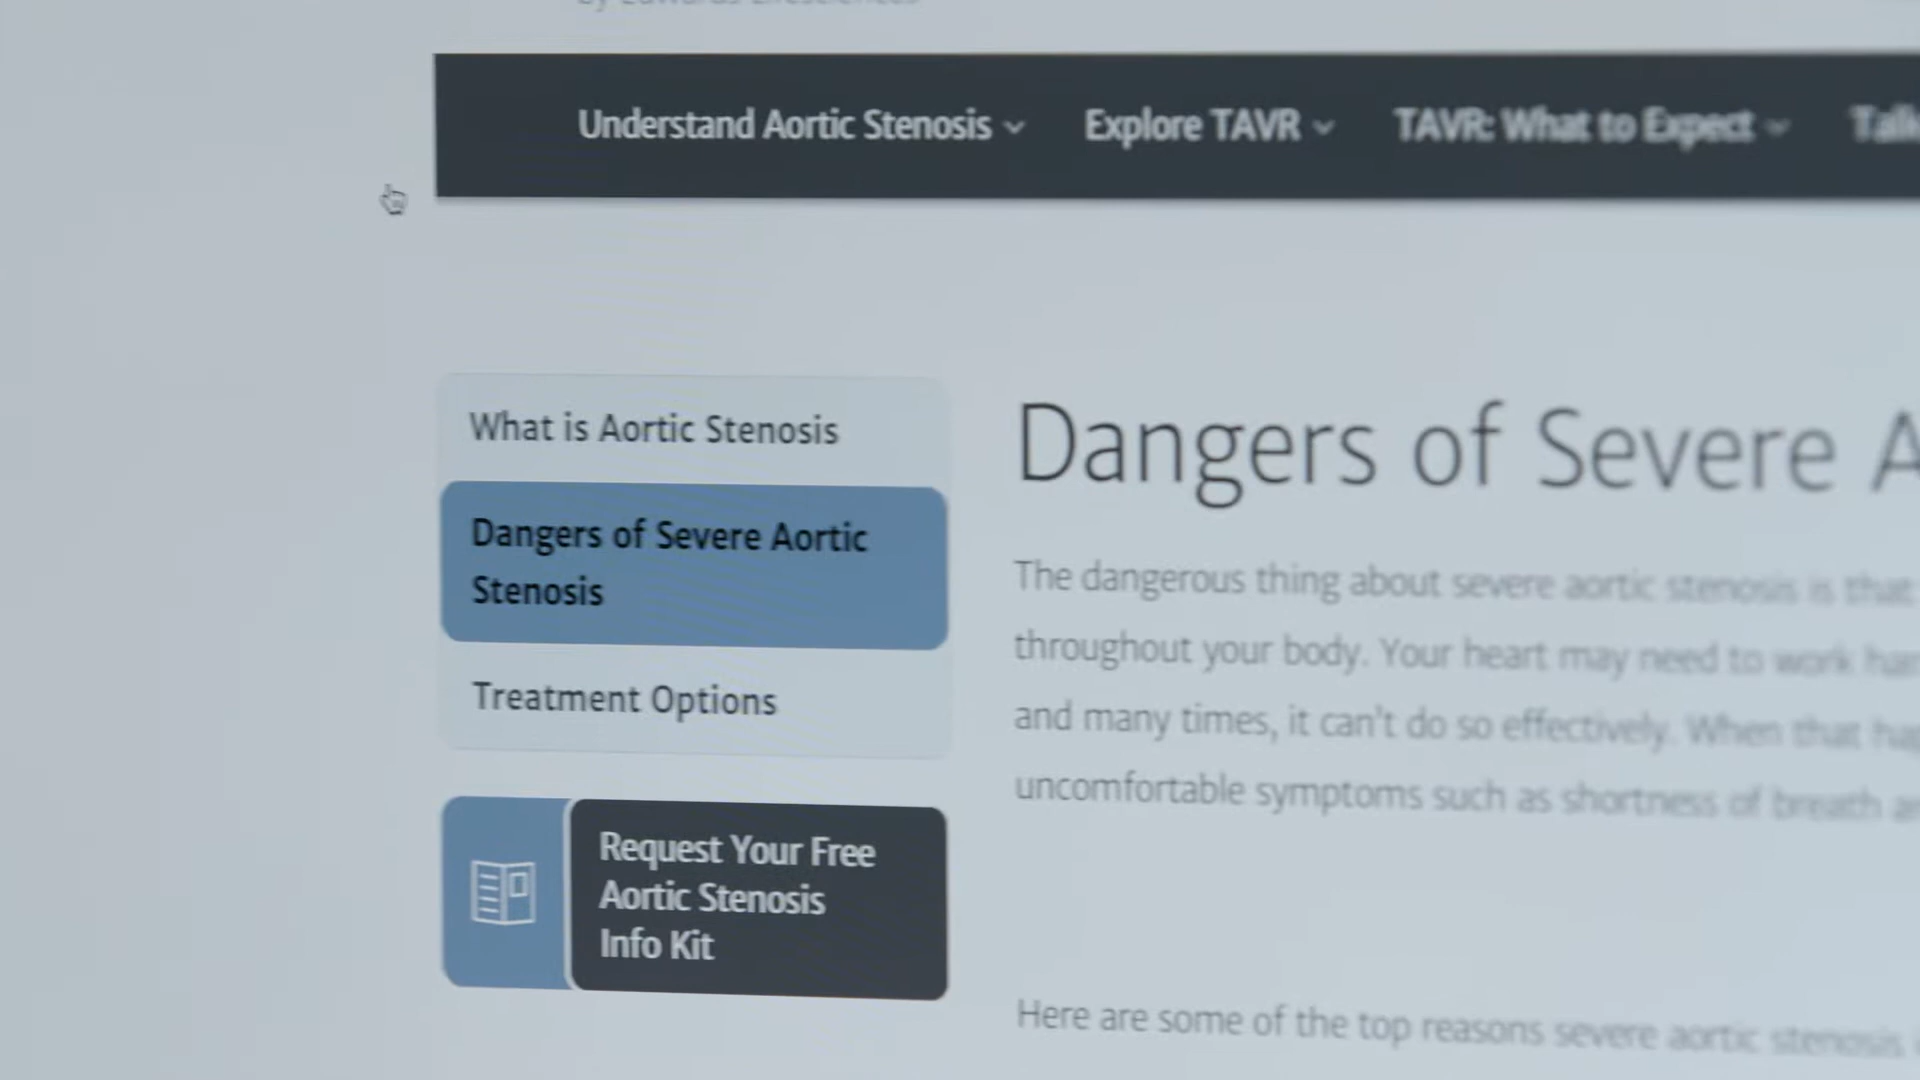 by Edwards Lifesciences
Understand Aortic Stenosis
Explore TAVR
TAVR: What to Expect
What is Aortic Stenosis
Dangers of Severe Aortic
Stenosis
Treatment Options
Request Your Free
Aortic Stenosis
Info Kit
Dangers of Severe A
The dangerous thing about severe aortic stenosis is that
throughout your body. Your heart may need to work
and many times, it can't do so effectively. When that
uncomfortable symptoms such as shortness of breath
Here are some of the top reasons severe aortic stenosis